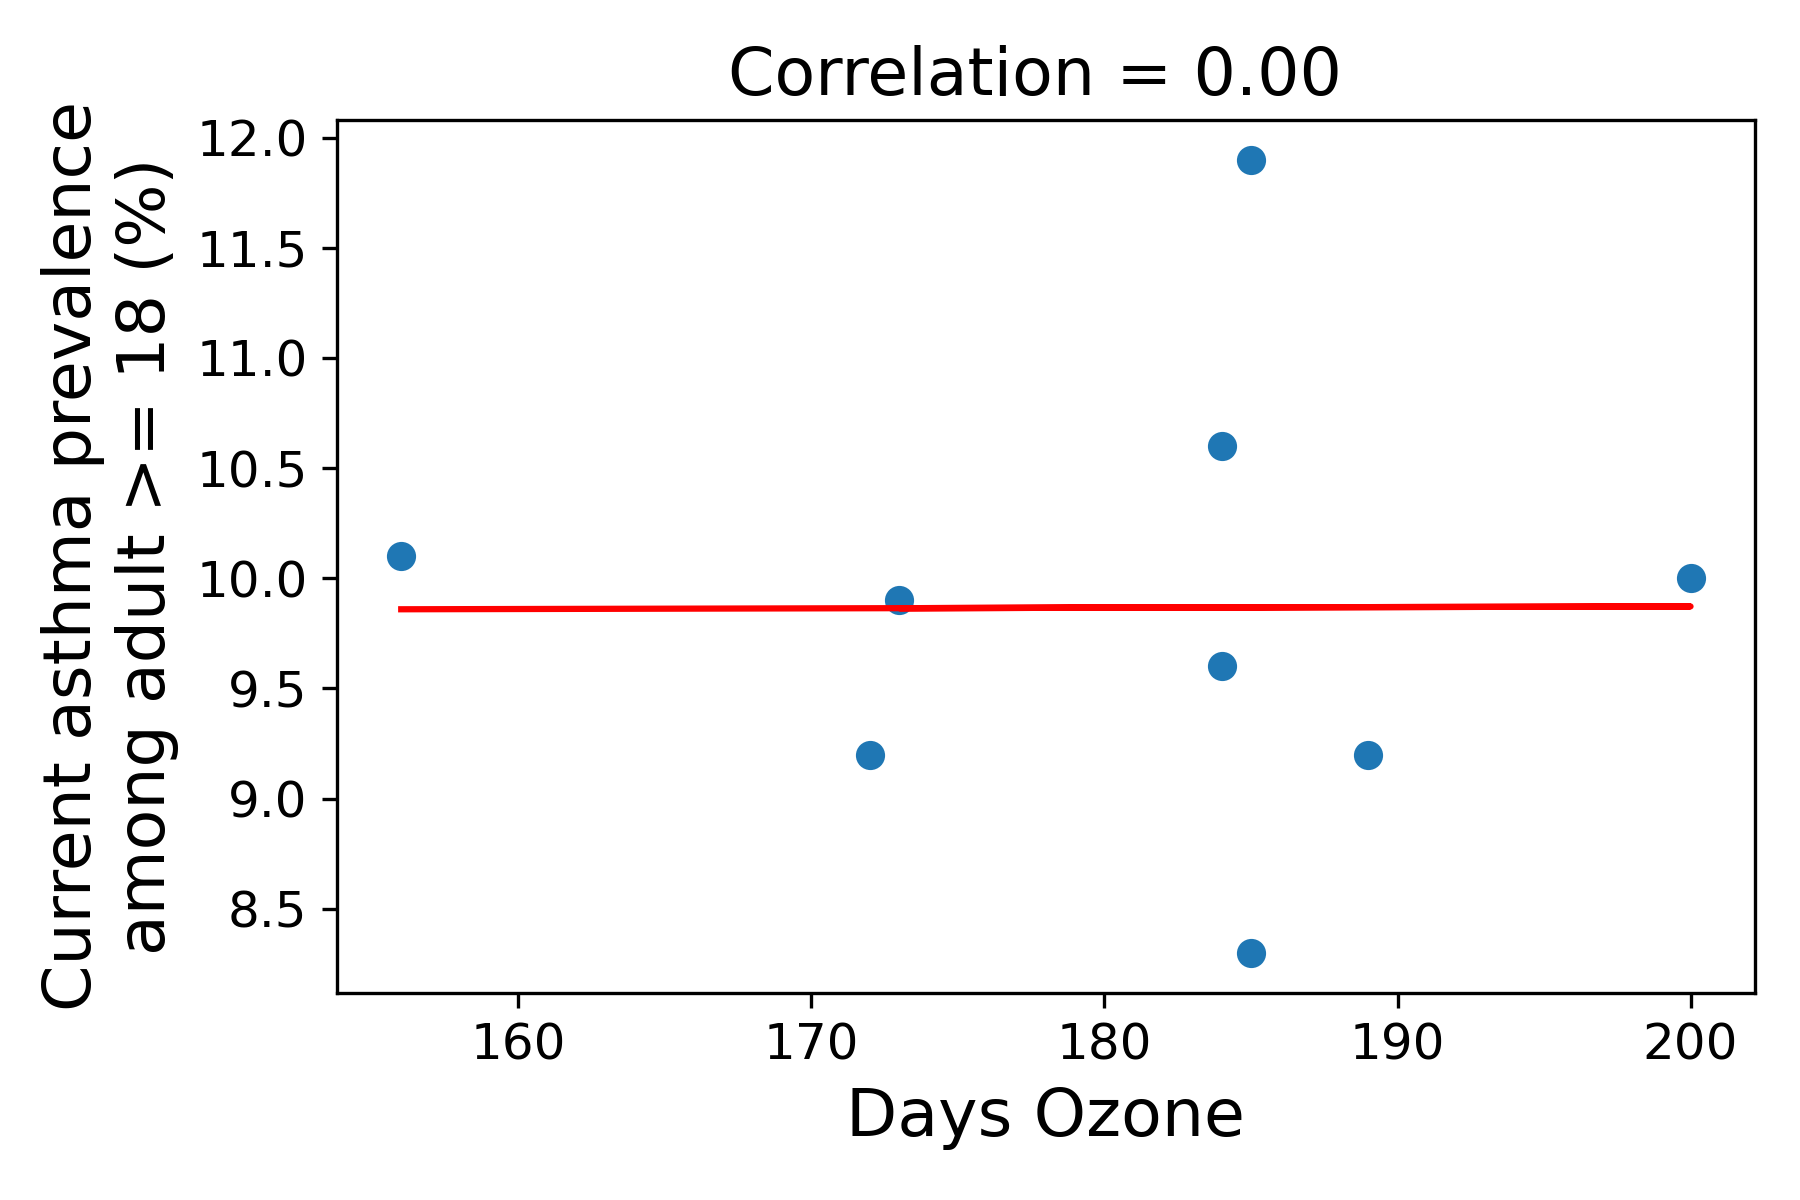 Correlation = 0.00
Current asthma prevalence
among adult >= 18 (%)
12.0
11.5
11.0
10.5
10.0
9.5
9.0
8.5
160 170 180 190 200
Days Ozone